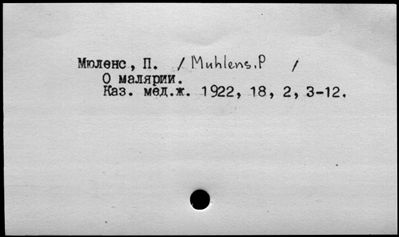 Мюленс, П. /Muhlens.P /
О малярии.
Каз. мед.ж. 1922, 18, 2, 3-12.